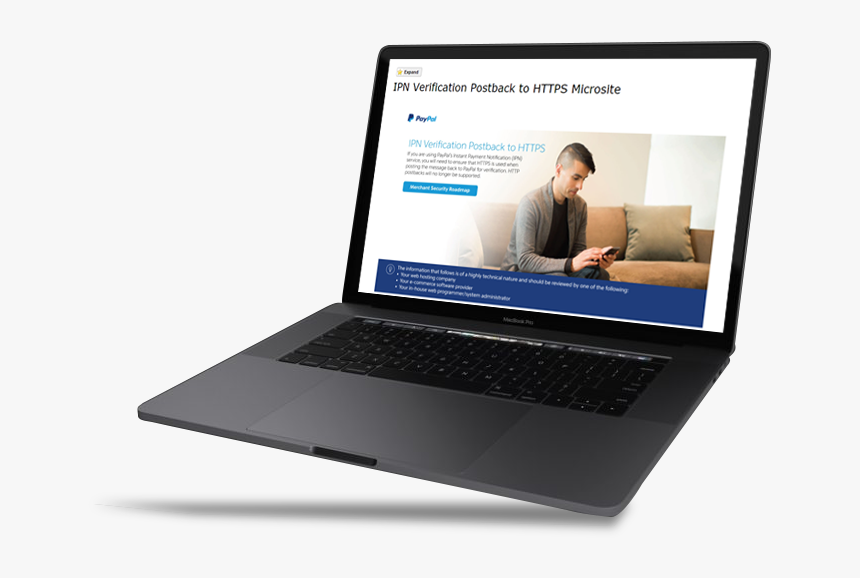 Expand
IPN Verification Postback to HTTPS Microsite
PayPal
IPN Verification Postback to HTTPS
If you are using PayPal's Instant Payment Notification (IPN)
service, you will need to ensure that HTTPS is used when
posting the message back to PayPal for verification. HTTP
postbacks will no longer be supported.
Merchant Security Roadmap
The information that follows is of a highly technical nature and should be reviewed by one of the following:
• Your web hosting company
• Your e-commerce software provider
• Your in-house web programmer/system administrator
MacBook Pro